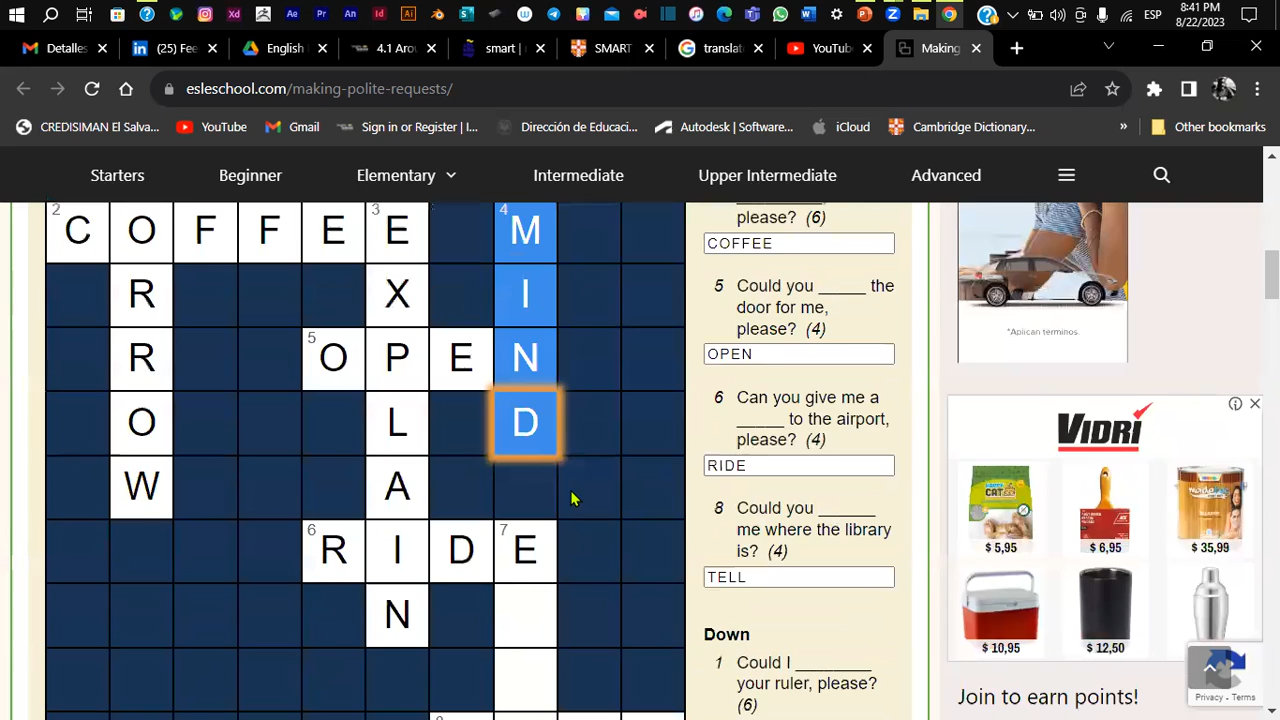 8:41 PM
ESP
8/22/2023
Detalles
(25) Fee
English
4.1 Arou
smart |
SMART
translat
YouTube
Making
esleschool.com/making-polite-requests/
CREDISIMAN El Salva...
YouTube
Gmail
Sign in or Register | I...
Dirección de Educaci...
Autodesk | Software...
iCloud
Cambridge Dictionary...
»
Other bookmarks
Starters
Beginner
Elementary
Intermediate
Upper Intermediate
Advanced
2 C O F F E 3 E 4 M
R X I
R 5 O P E N
O L D
W A
6 R I D 7 E
N
8
please? (6)
COFFEE
5 Could you _____ the
door for me,
please? (4)
OPEN
6 Can you give me a
_____ to the airport,
please? (4)
RIDE
8 Could you ______
me where the library
is? (4)
TELL
Down
1 Could I ________
your ruler, please?
(6)
*Aplican terminos.
VIDRÍ
CAT
$ 5,95
$ 6,95
$ 35,99
$ 10,95
$ 12,50
Privacy - Terms
Join to earn points!